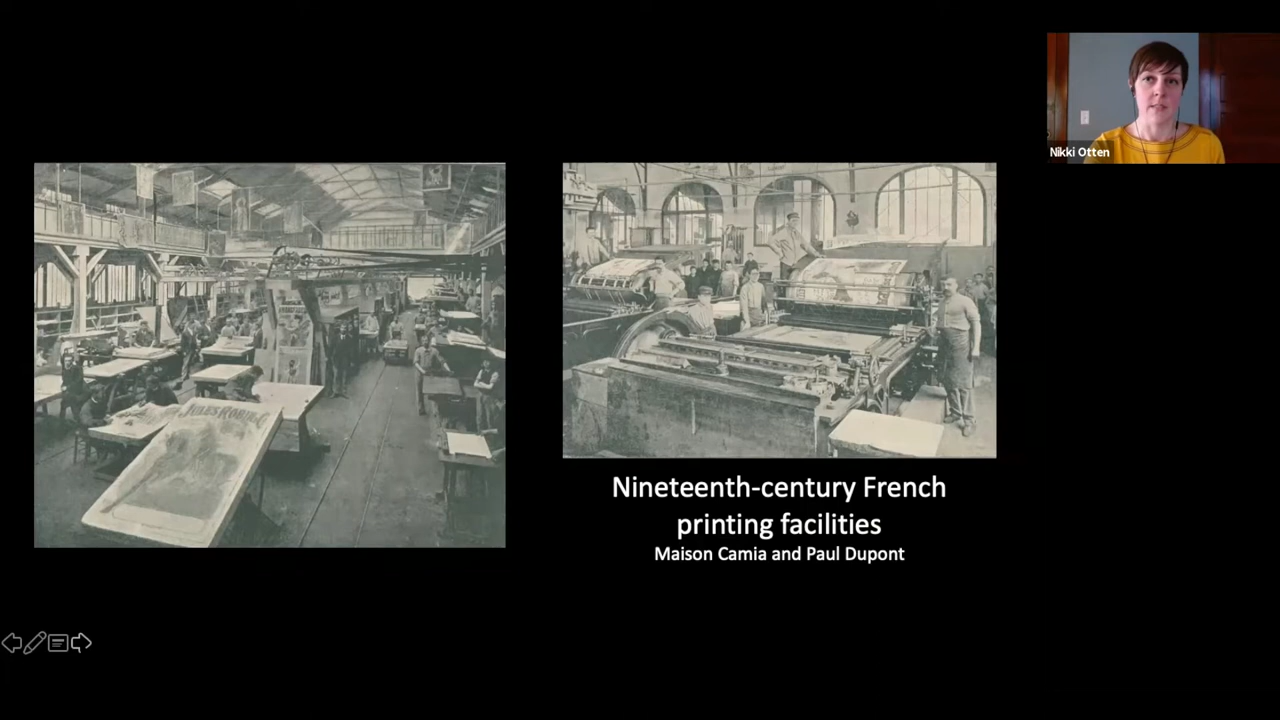 Nikki Otten
JULES ROBIN & C
Nineteenth-century French
printing facilities
Maison Camia and Paul Dupont